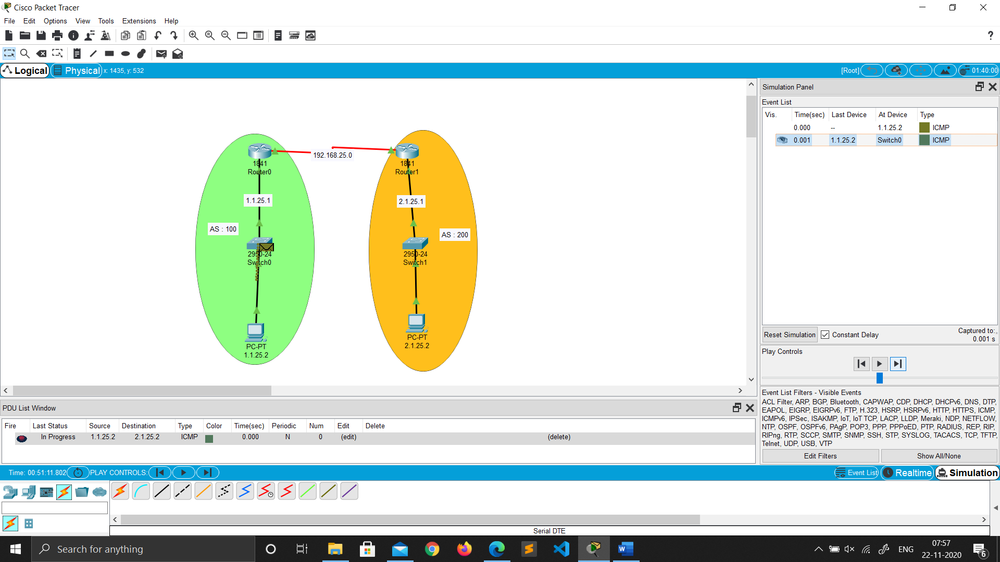 Cisco Packet Tracer
File Edit Options View Tools Extensions Help
?
Logical Physical x: 1435, y: 532 [Root] 01:40:00
192.168.25.0
1841
Router0
1841
Router1
1.1.25.1
2.1.25.1
AS : 100
AS : 200
2950-24
Switch0
2950-24
Switch1
PC-PT
1.1.25.2
PC-PT
2.1.25.2
Simulation Panel
Event List
Vis. Time(sec) Last Device At Device Type
0.000 -- 1.1.25.2 ICMP
0.001 1.1.25.2 Switch0 ICMP
Reset Simulation Constant Delay
Captured to:
0.001 s
Play Controls
Event List Filters - Visible Events
ACL Filter, ARP, BGP, Bluetooth, CAPWAP, CDP, DHCP, DHCPv6, DNS, DTP,
EAPOL, EIGRP, EIGRPv6, FTP, H.323, HSRP, HSRPv6, HTTP, HTTPS, ICMP,
ICMPv6, IPSec, ISAKMP, IoT, IoT TCP, LACP, LLDP, Meraki, NDP, NETFLOW,
NTP, OSPF, OSPFv6, PAgP, POP3, PPP, PPPoED, PTP, RADIUS, REP, RIP,
RIPng, RTP, SCCP, SMTP, SNMP, SSH, STP, SYSLOG, TACACS, TCP, TFTP,
Telnet, UDP, USB, VTP
Edit Filters Show All/None
PDU List Window
Fire Last Status Source Destination Type Color Time(sec) Periodic Num Edit Delete
In Progress 1.1.25.2 2.1.25.2 ICMP 0.000 N 0 (edit) (delete)
Time: 00:51:11.802 PLAY CONTROLS: Event List Realtime Simulation
Serial DTE
Search for anything
ENG
07:57
22-11-2020
6